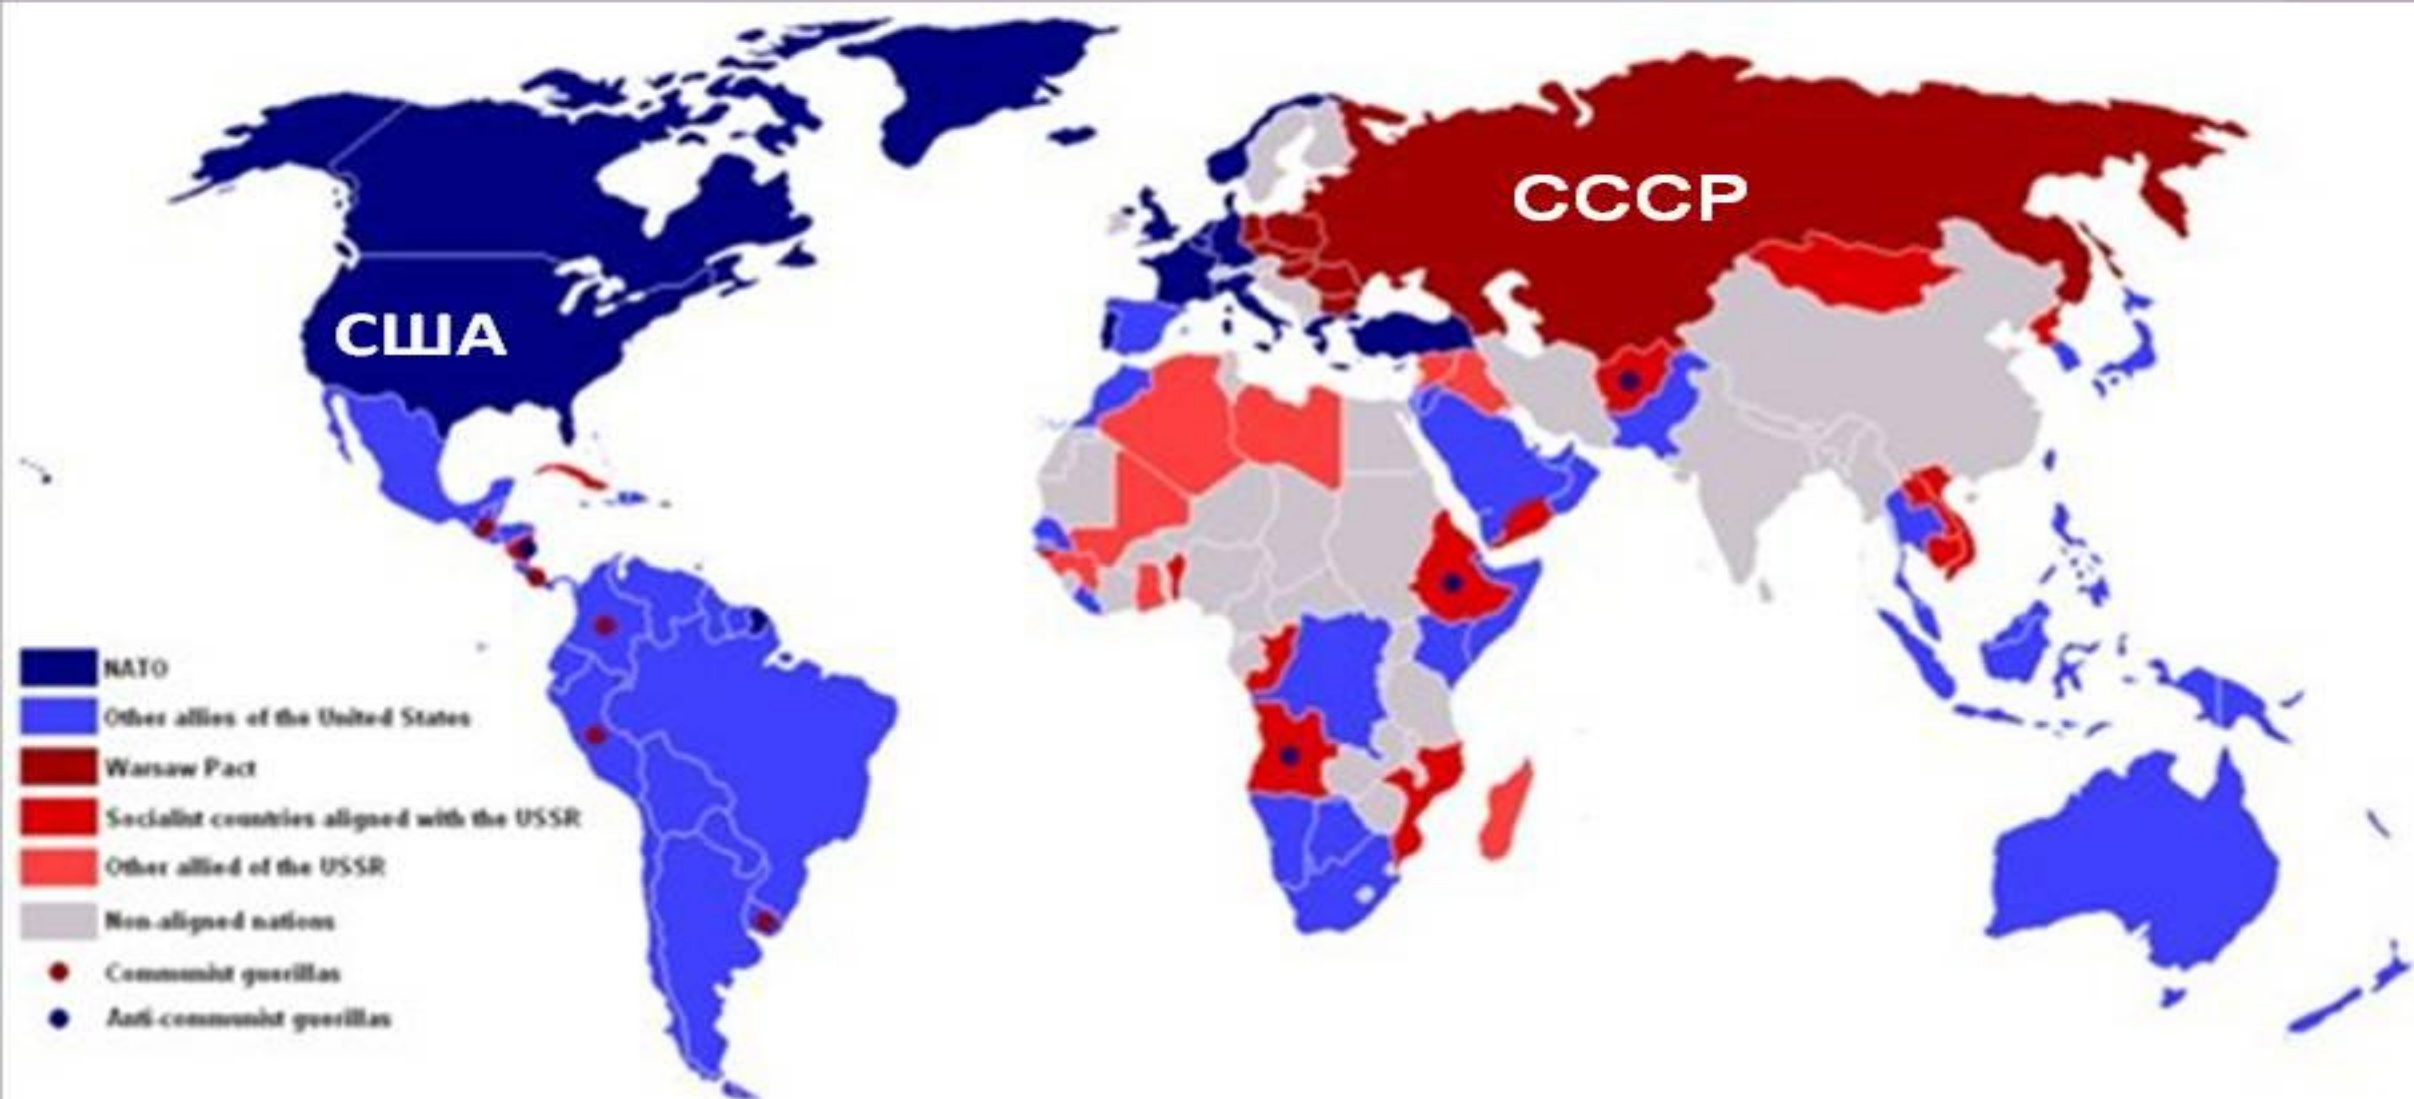 СССР
США
NATO
Other allies of the United States
Warsaw Pact
Socialist countries aligned with the USSR
Other allied of the USSR
Non-aligned nations
Communist guerillas
Anti-communist guerillas